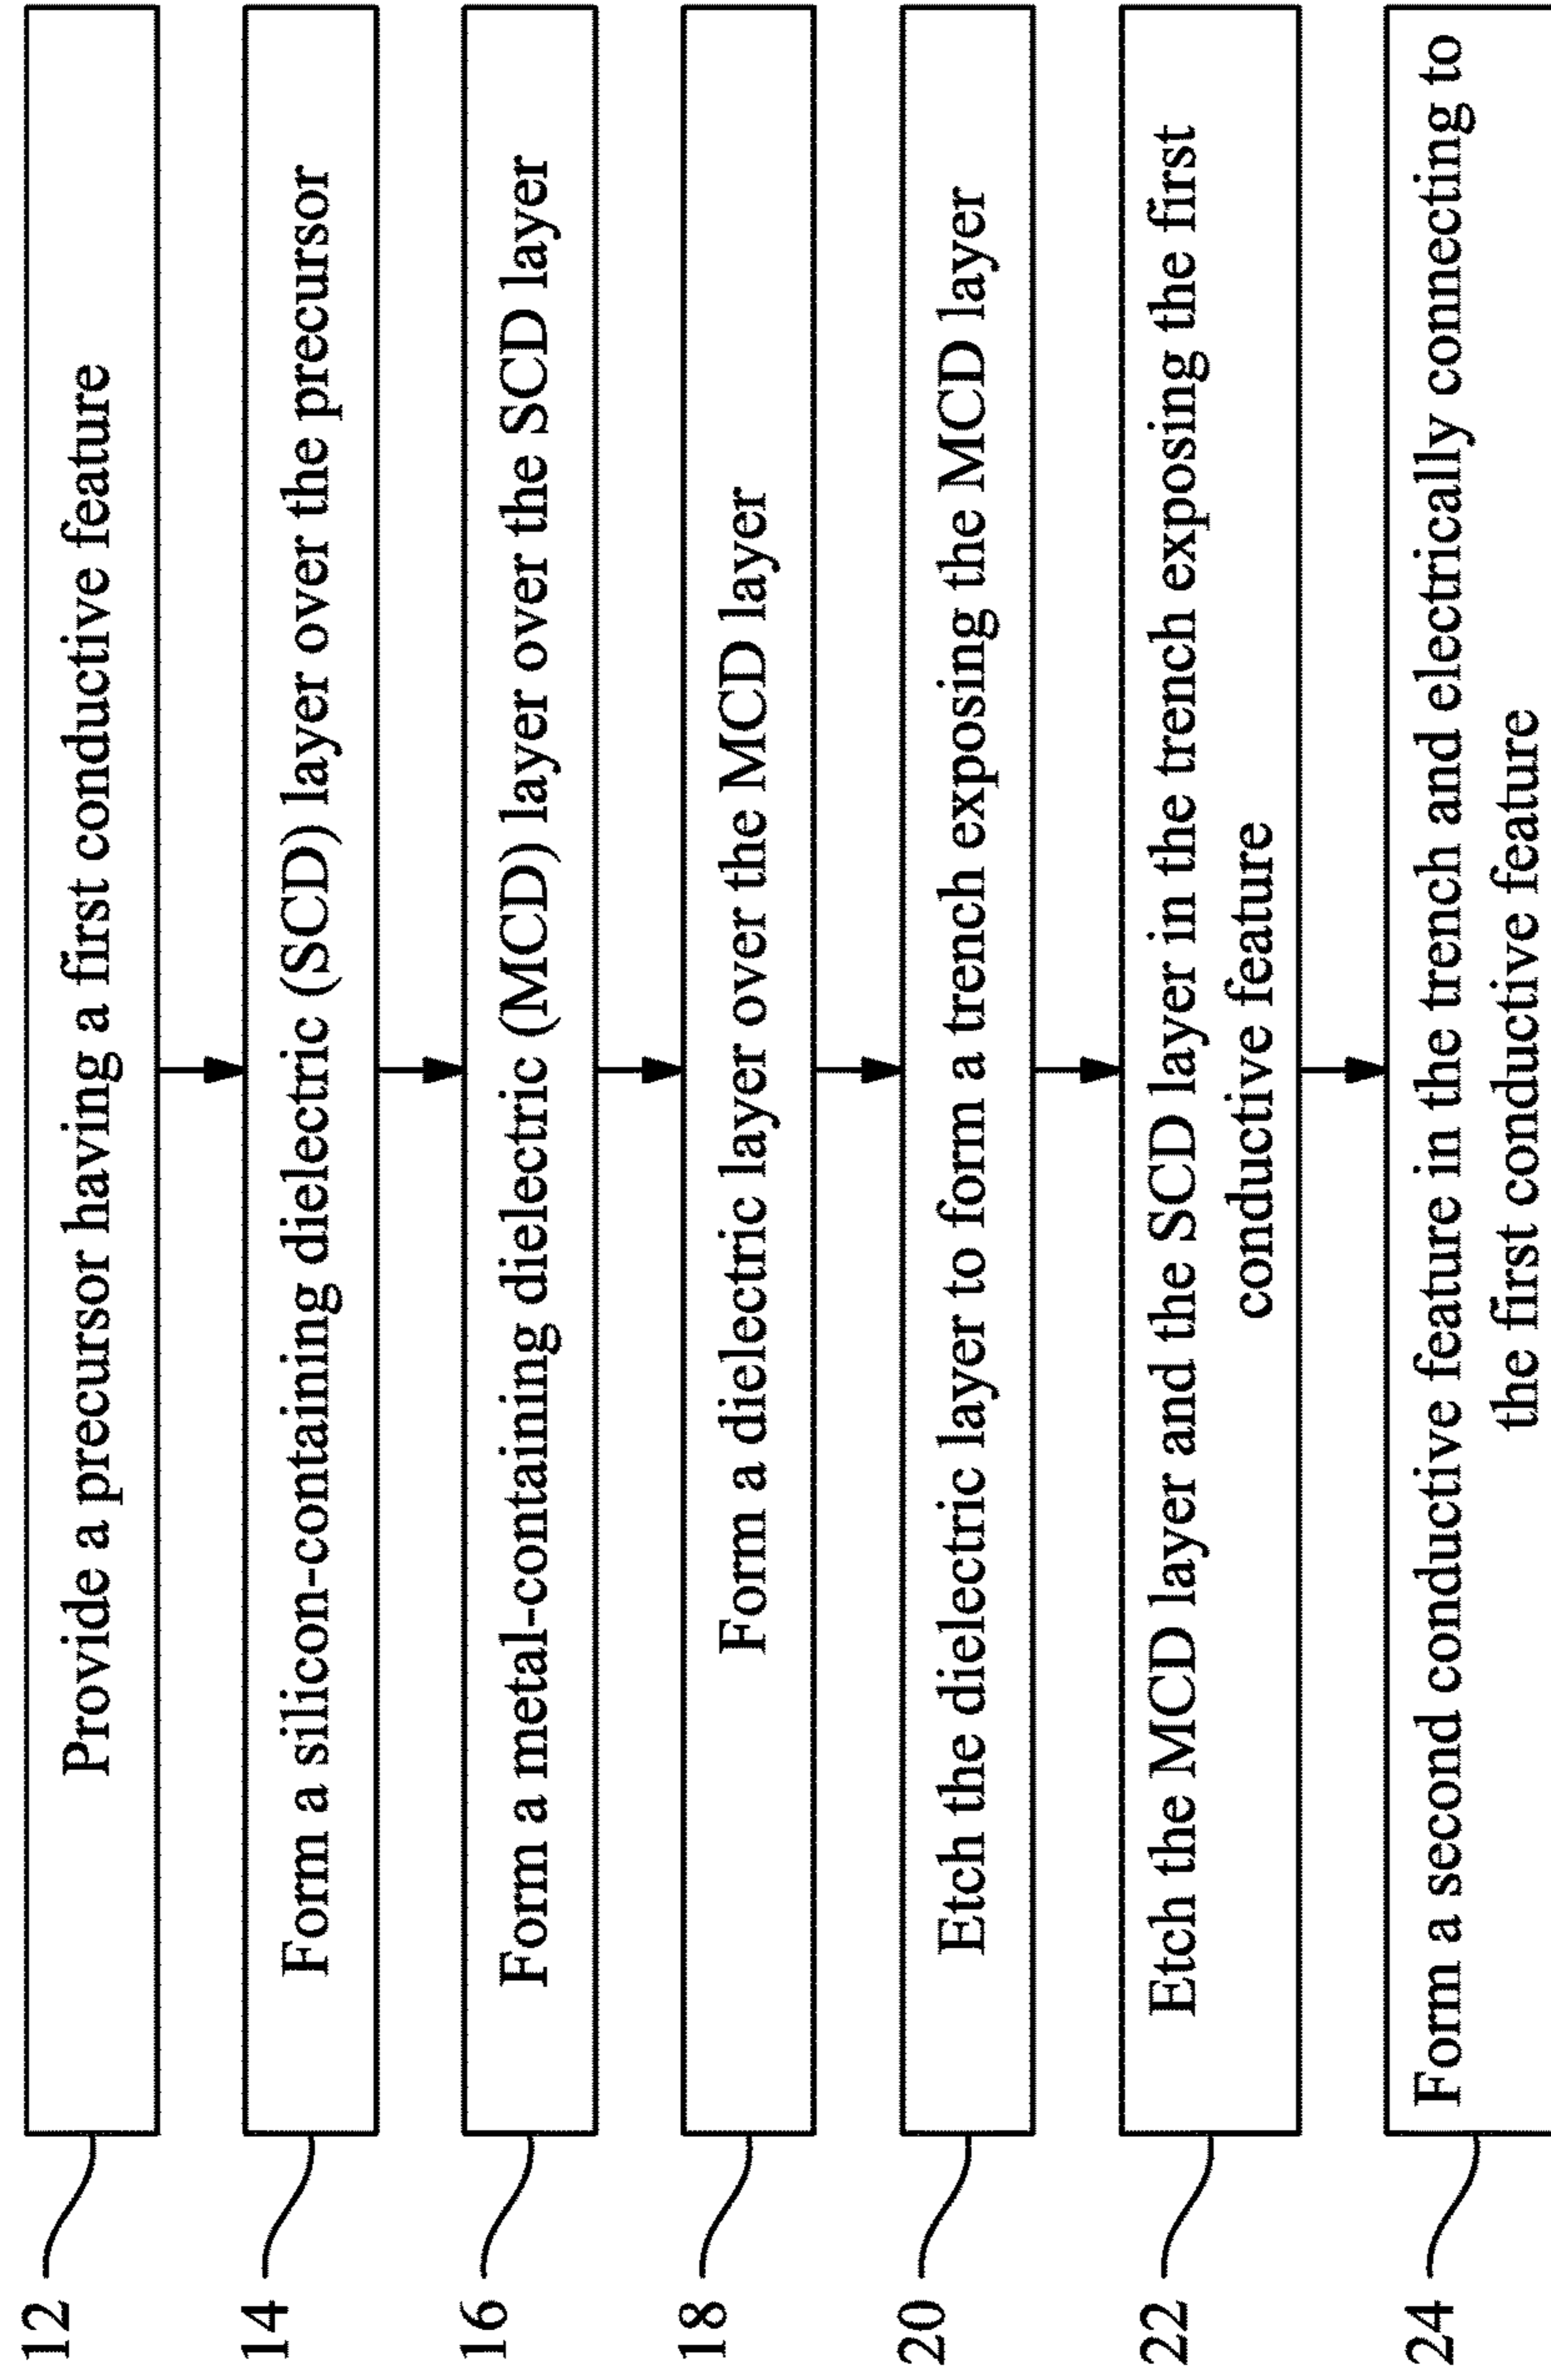 12
Provide a precursor having a first conductive feature
14
Form a silicon-containing dielectric (SCD) layer over the precursor
16
Form a metal-containing dielectric (MCD) layer over the SCD layer
18
Form a dielectric layer over the MCD layer
20
Etch the dielectric layer to form a trench exposing the MCD layer
22
Etch the MCD layer and the SCD layer in the trench exposing the first
conductive feature
24
Form a second conductive feature in the trench and electrically connecting to
the first conductive feature